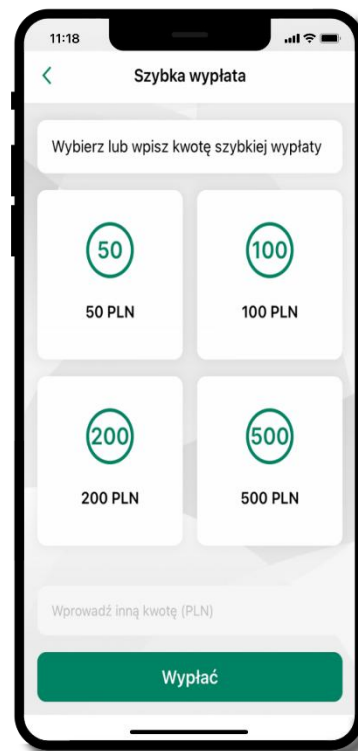 11:18
Szybka wypłata
Wybierz lub wpisz kwotę szybkiej wypłaty
50 100
50 PLN 100 PLN
200 500
200 PLN 500 PLN
Wprowadź inną kwotę (PLN)
Wypłać